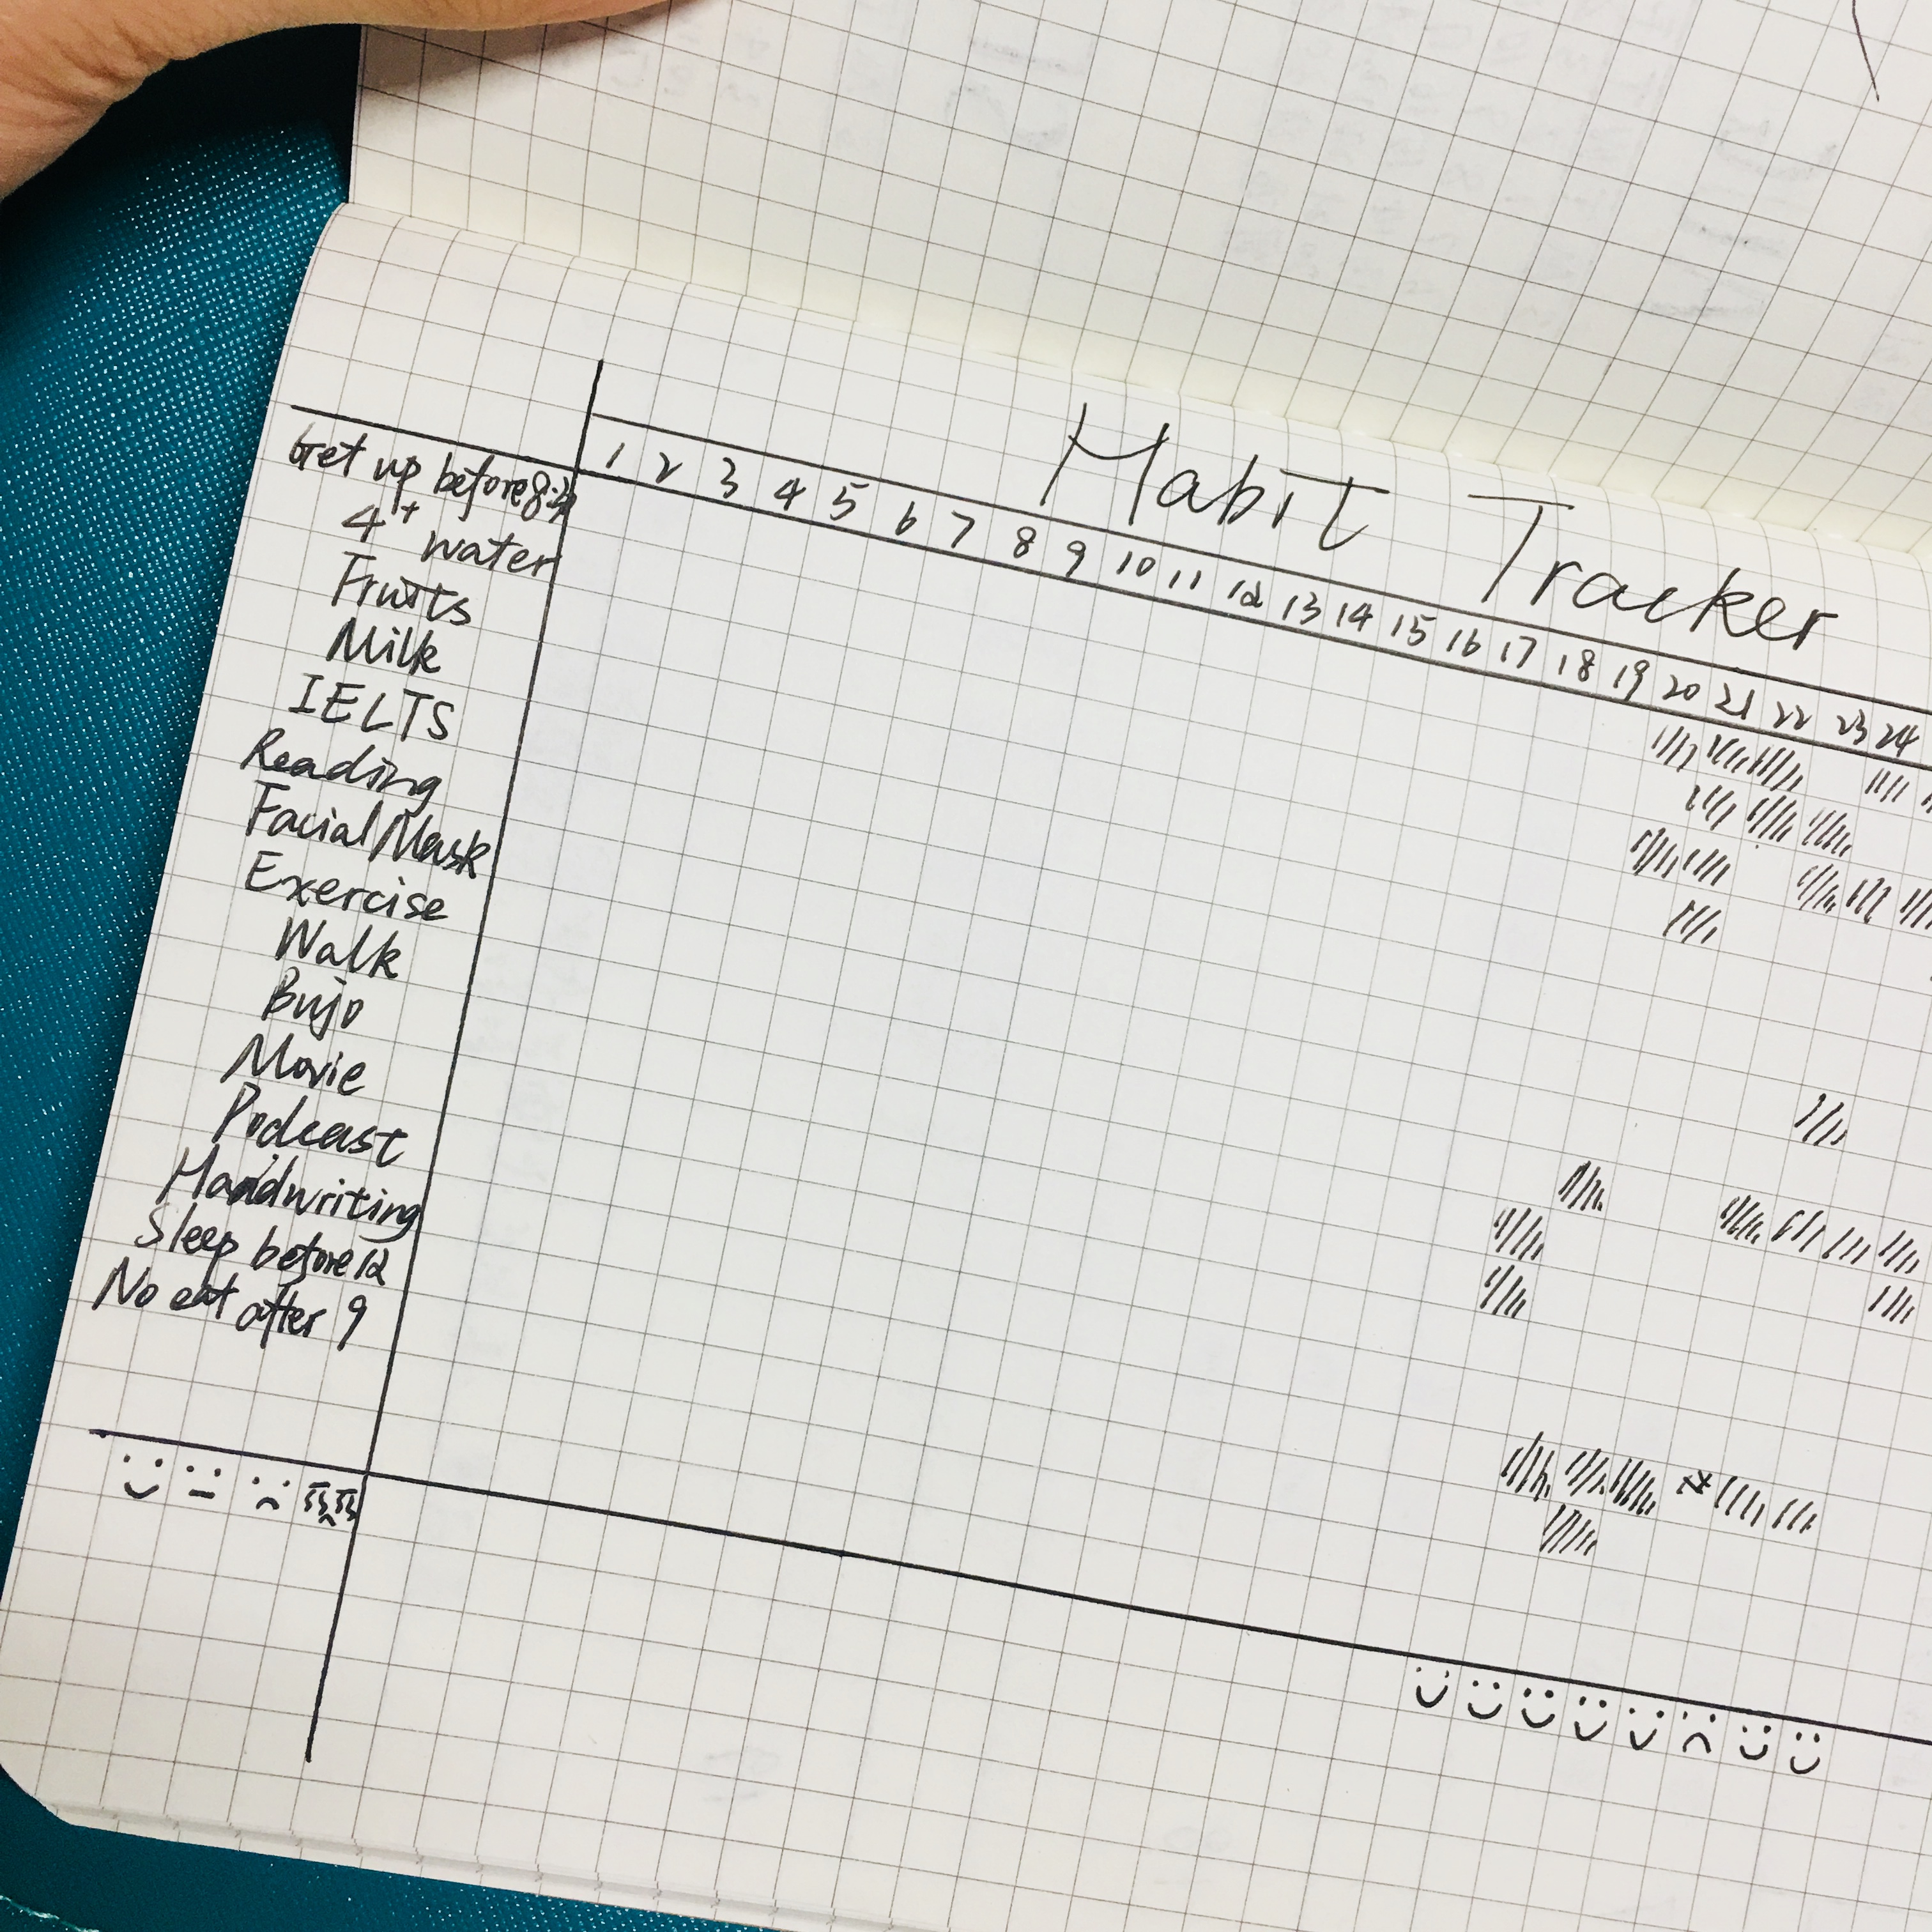 Habit Tracker
1 2 3 4 5 6 7 8 9 10 11 12 13 14 15 16 17 18 19 20 21 22 23 24
Get up before 8:30
4+ water
Fruits
Milk
IELTS
Reading
Facial Mask
Exercise
Walk
Bujo
Movie
Podcast
Handwriting
Sleep before 12
No eat after 9